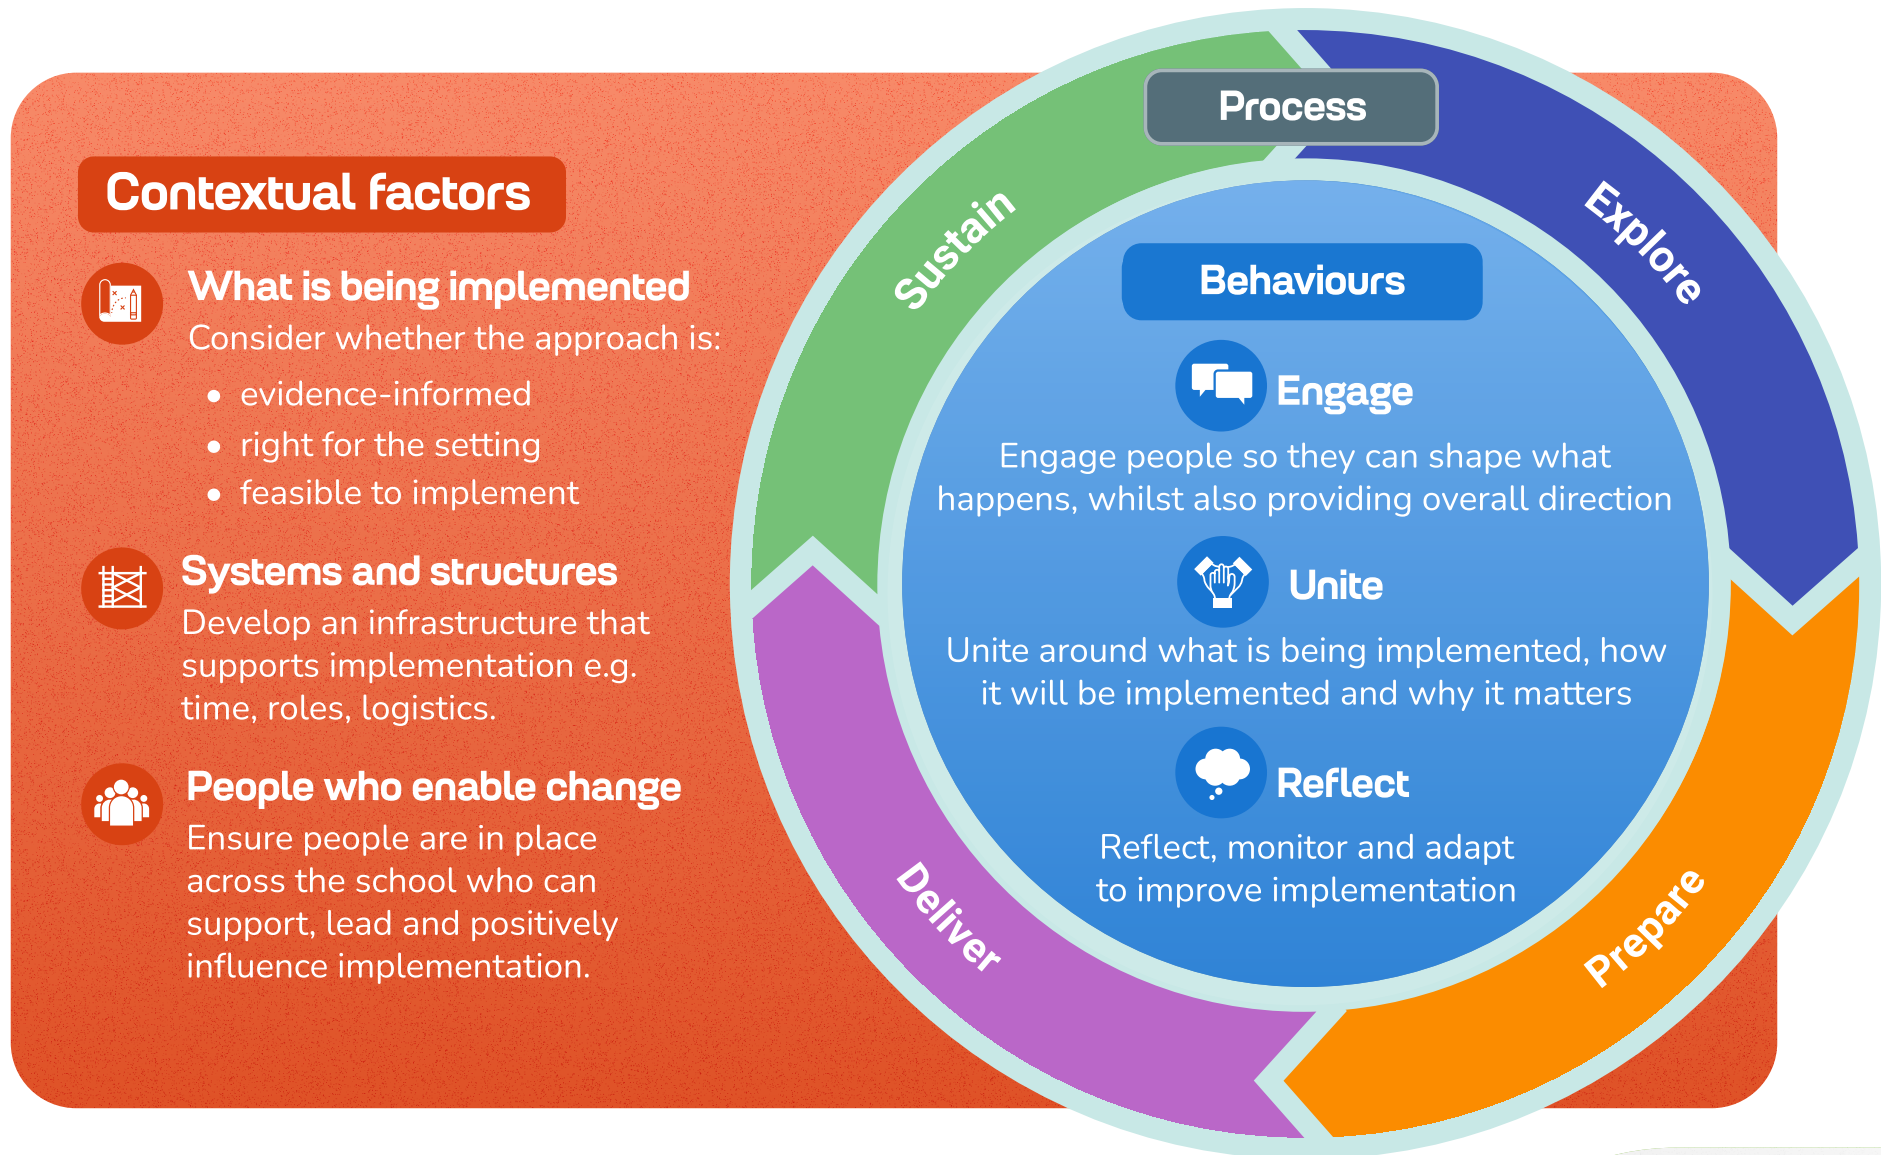 Contextual factors
What is being implemented
Consider whether the approach is:
• evidence-informed
• right for the setting
• feasible to implement
Systems and structures
Develop an infrastructure that
supports implementation e.g.
time, roles, logistics.
People who enable change
Ensure people are in place
across the school who can
support, lead and positively
influence implementation.
Process
Explore
Prepare
Deliver
Sustain
Behaviours
Engage
Engage people so they can shape what
happens, whilst also providing overall direction
Unite
Unite around what is being implemented, how
it will be implemented and why it matters
Reflect
Reflect, monitor and adapt
to improve implementation